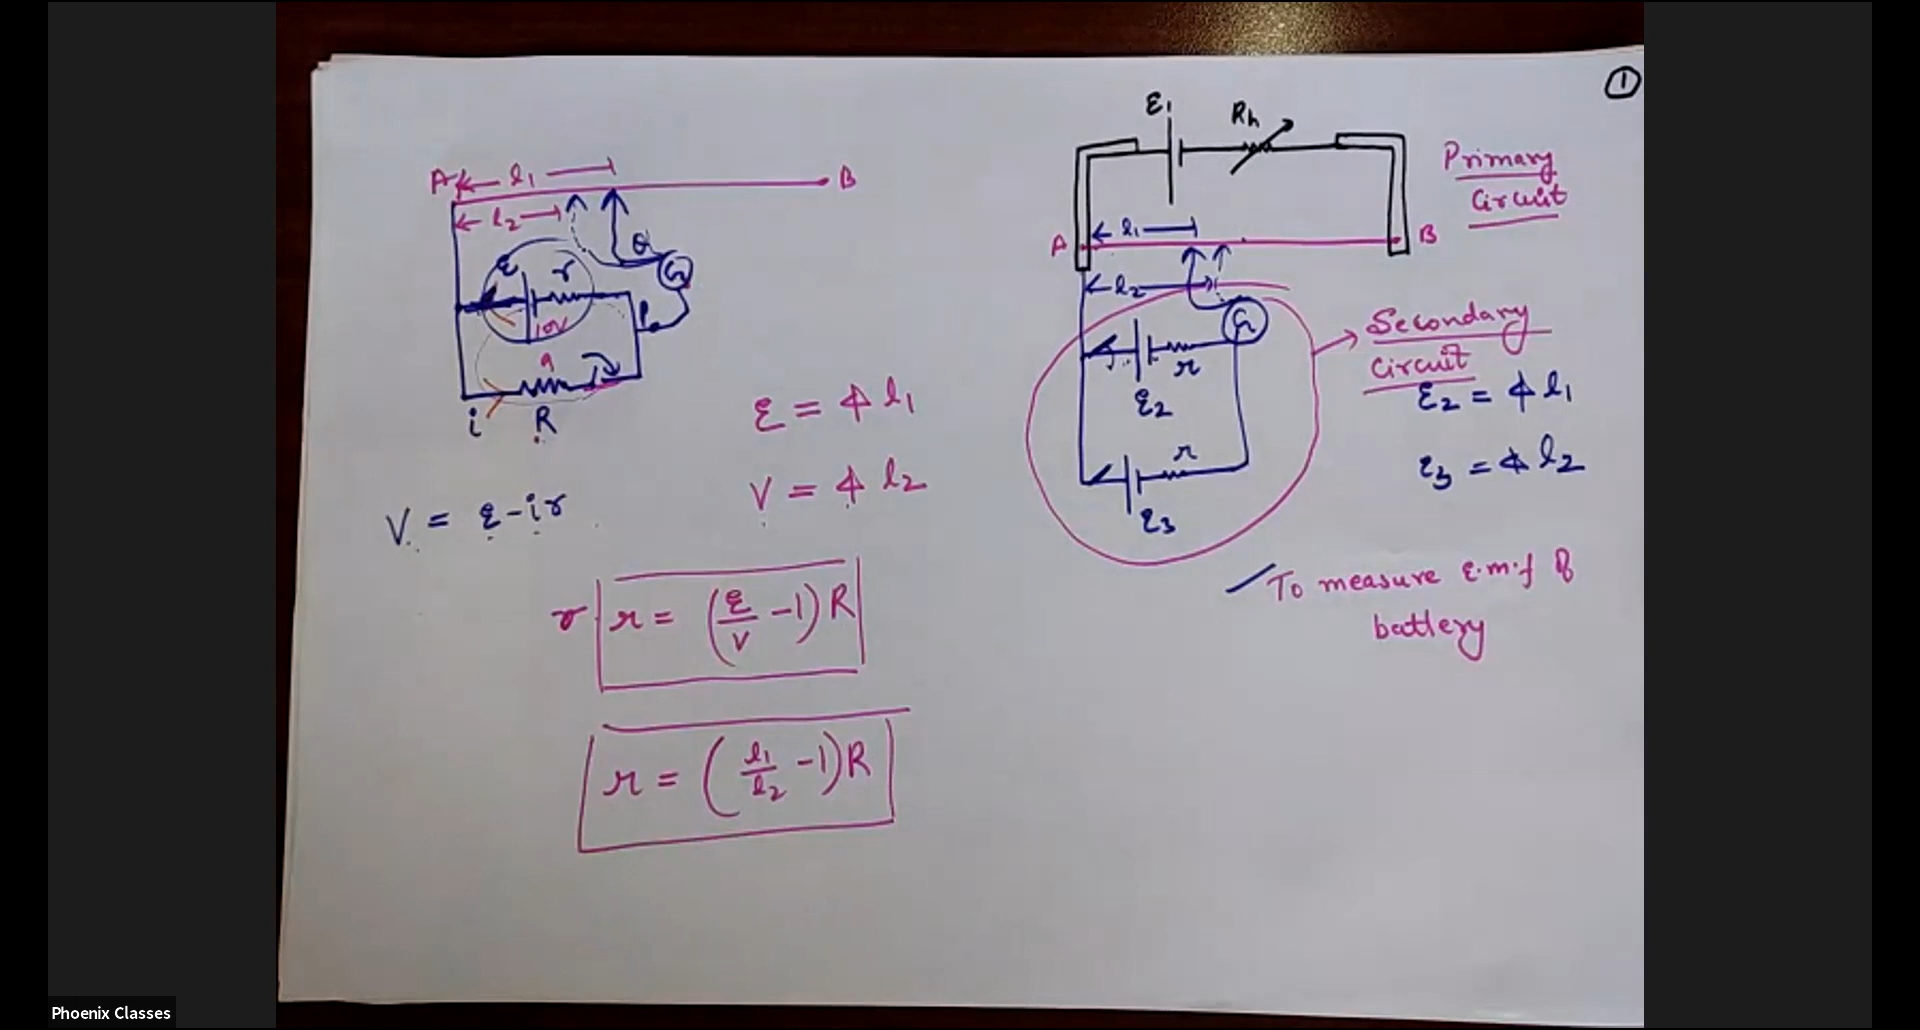 ①
A l₁ B
l₂
Q
ε r G
10V P
9
i R
ε = ϕ l₁
V = ϕ l₂
V = ε - ir
r r = (ε/V - 1) R
r = (l₁/l₂ - 1) R
ε₁ Rh
Primary
Circuit
A l₁ B
l₂
G
r
ε₂
r
ε₃
Secondary
Circuit
ε₂ = ϕ l₁
ε₃ = ϕ l₂
To measure e.m.f of
battery
Phoenix Classes